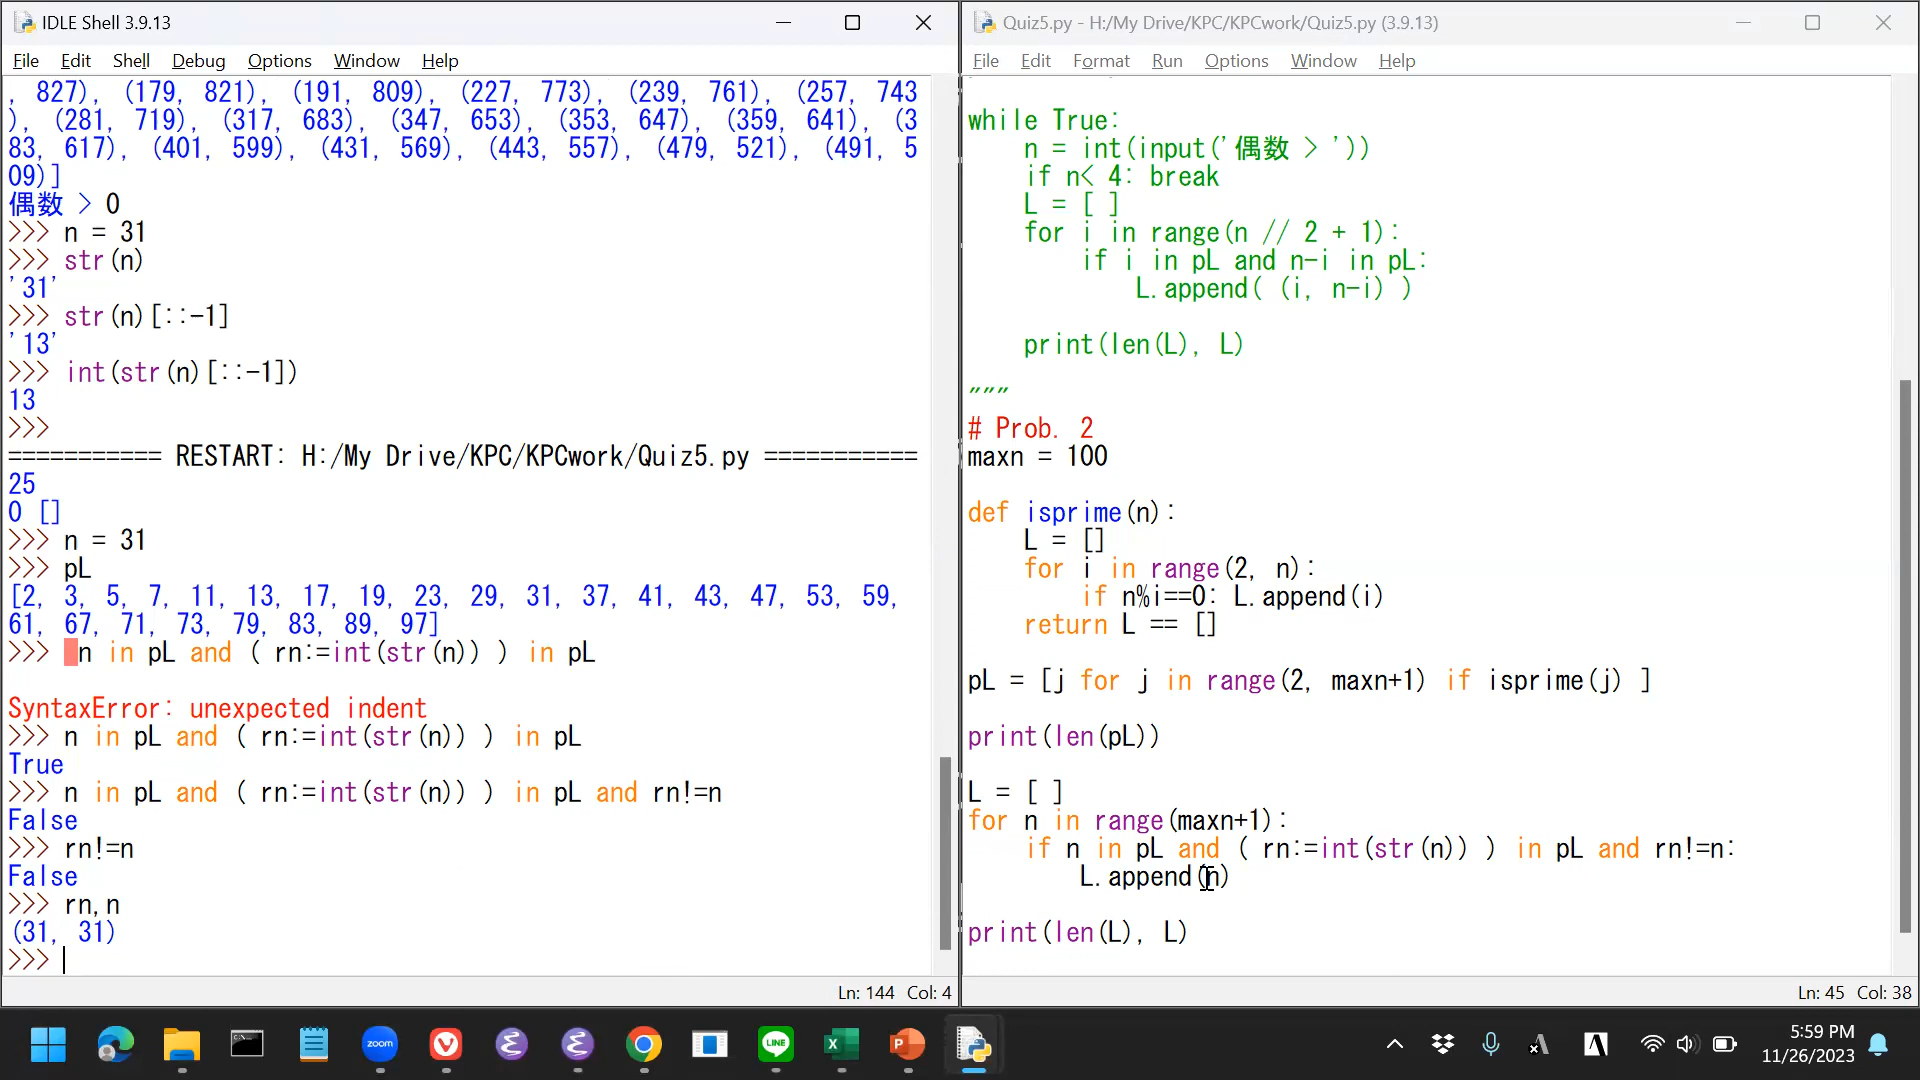 IDLE Shell 3.9.13
File Edit Shell Debug Options Window Help
, 827), (179, 821), (191, 809), (227, 773), (239, 761), (257, 743
), (281, 719), (317, 683), (347, 653), (353, 647), (359, 641), (3
83, 617), (401, 599), (431, 569), (443, 557), (479, 521), (491, 5
09)]
偶数 > 0
>>> n = 31
>>> str(n)
'31'
>>> str(n)[::-1]
'13'
>>> int(str(n)[::-1])
13
>>>
=========== RESTART: H:/My Drive/KPC/KPCwork/Quiz5.py ===========
25
0 []
>>> n = 31
>>> pL
[2, 3, 5, 7, 11, 13, 17, 19, 23, 29, 31, 37, 41, 43, 47, 53, 59,
61, 67, 71, 73, 79, 83, 89, 97]
>>>  n in pL and ( rn:=int(str(n)) ) in pL
SyntaxError: unexpected indent
>>> n in pL and ( rn:=int(str(n)) ) in pL
True
>>> n in pL and ( rn:=int(str(n)) ) in pL and rn!=n
False
>>> rn!=n
False
>>> rn,n
(31, 31)
>>>
Ln: 144 Col: 4
Quiz5.py - H:/My Drive/KPC/KPCwork/Quiz5.py (3.9.13)
File Edit Format Run Options Window Help
while True:
    n = int(input('偶数 > '))
    if n< 4: break
    L = [ ]
    for i in range(n // 2 + 1):
        if i in pL and n-i in pL:
            L.append( (i, n-i) )
    print(len(L), L)
"""
# Prob. 2
maxn = 100
def isprime(n):
    L = []
    for i in range(2, n):
        if n%i==0: L.append(i)
    return L == []
pL = [j for j in range(2, maxn+1) if isprime(j) ]
print(len(pL))
L = [ ]
for n in range(maxn+1):
    if n in pL and ( rn:=int(str(n)) ) in pL and rn!=n:
        L.append(n)
print(len(L), L)
Ln: 45 Col: 38
zoom
LINE
5:59 PM
11/26/2023